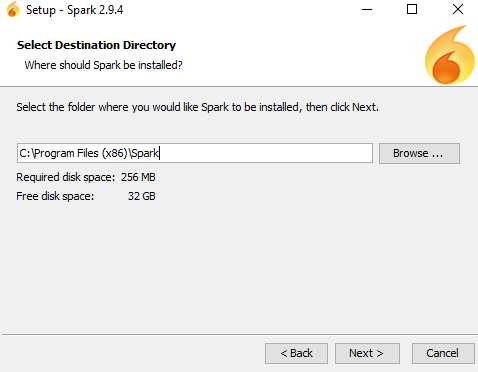 Setup - Spark 2.9.4
Select Destination Directory
Where should Spark be installed?
Select the folder where you would like Spark to be installed, then click Next.
C:\Program Files (x86)\Spark
Browse ...
Required disk space: 256 MB
Free disk space: 32 GB
< Back
Next >
Cancel